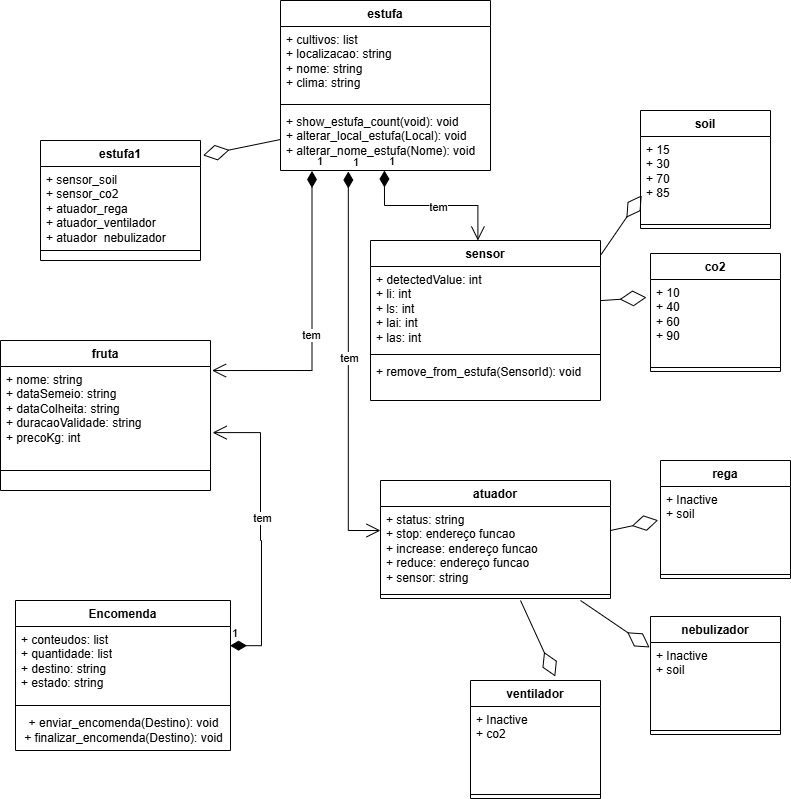 estufa
+ cultivos: list
+ localizacao: string
+ nome: string
+ clima: string
+ show_estufa_count(void): void
+ alterar_local_estufa(Local): void
+ alterar_nome_estufa(Nome): void
1
1
1
estufa1
+ sensor_soil
+ sensor_co2
+ atuador_rega
+ atuador_ventilador
+ atuador_nebulizador
soil
+ 15
+ 30
+ 70
+ 85
tem
sensor
+ detectedValue: int
+ li: int
+ ls: int
+ lai: int
+ las: int
+ remove_from_estufa(SensorId): void
co2
+ 10
+ 40
+ 60
+ 90
tem
tem
fruta
+ nome: string
+ dataSemeio: string
+ dataColheita: string
+ duracaoValidade: string
+ precoKg: int
tem
atuador
+ status: string
+ stop: endereço funcao
+ increase: endereço funcao
+ reduce: endereço funcao
+ sensor: string
rega
+ Inactive
+ soil
Encomenda
+ conteudos: list
+ quantidade: list
+ destino: string
+ estado: string
+ enviar_encomenda(Destino): void
+ finalizar_encomenda(Destino): void
1
nebulizador
+ Inactive
+ soil
ventilador
+ Inactive
+ co2